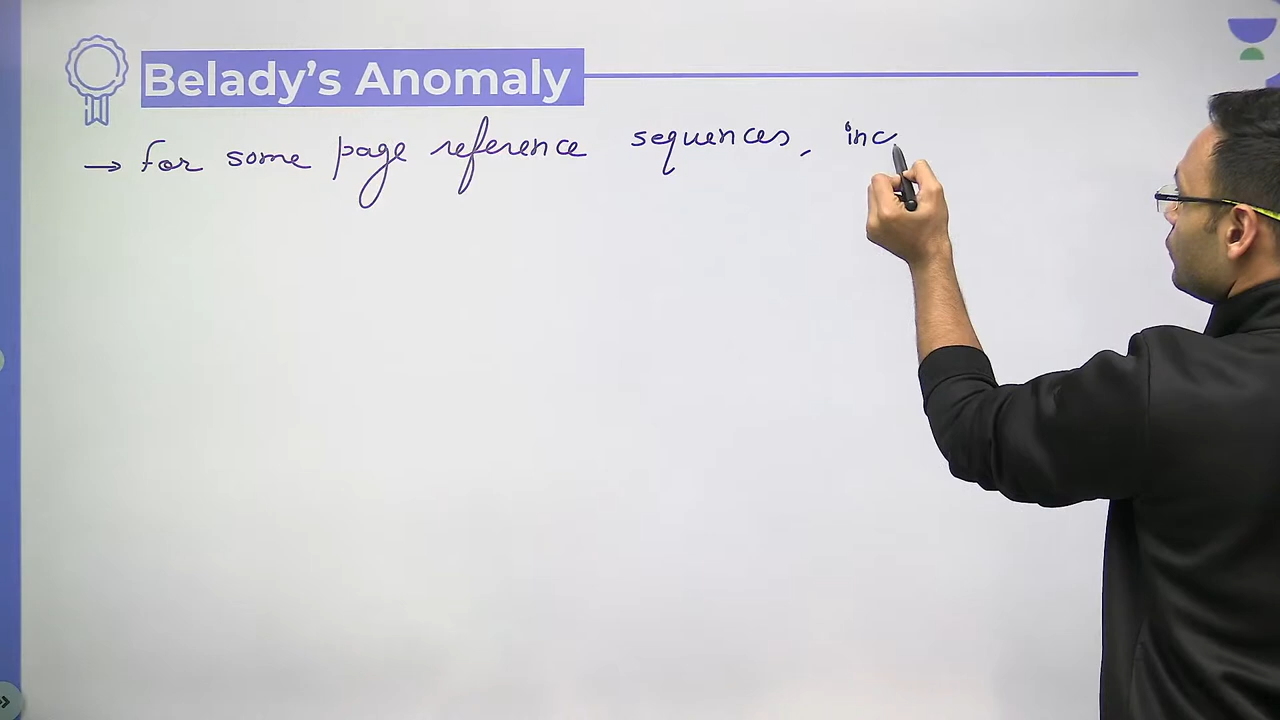 Belady's Anomaly
→ for some page reference sequences, inc